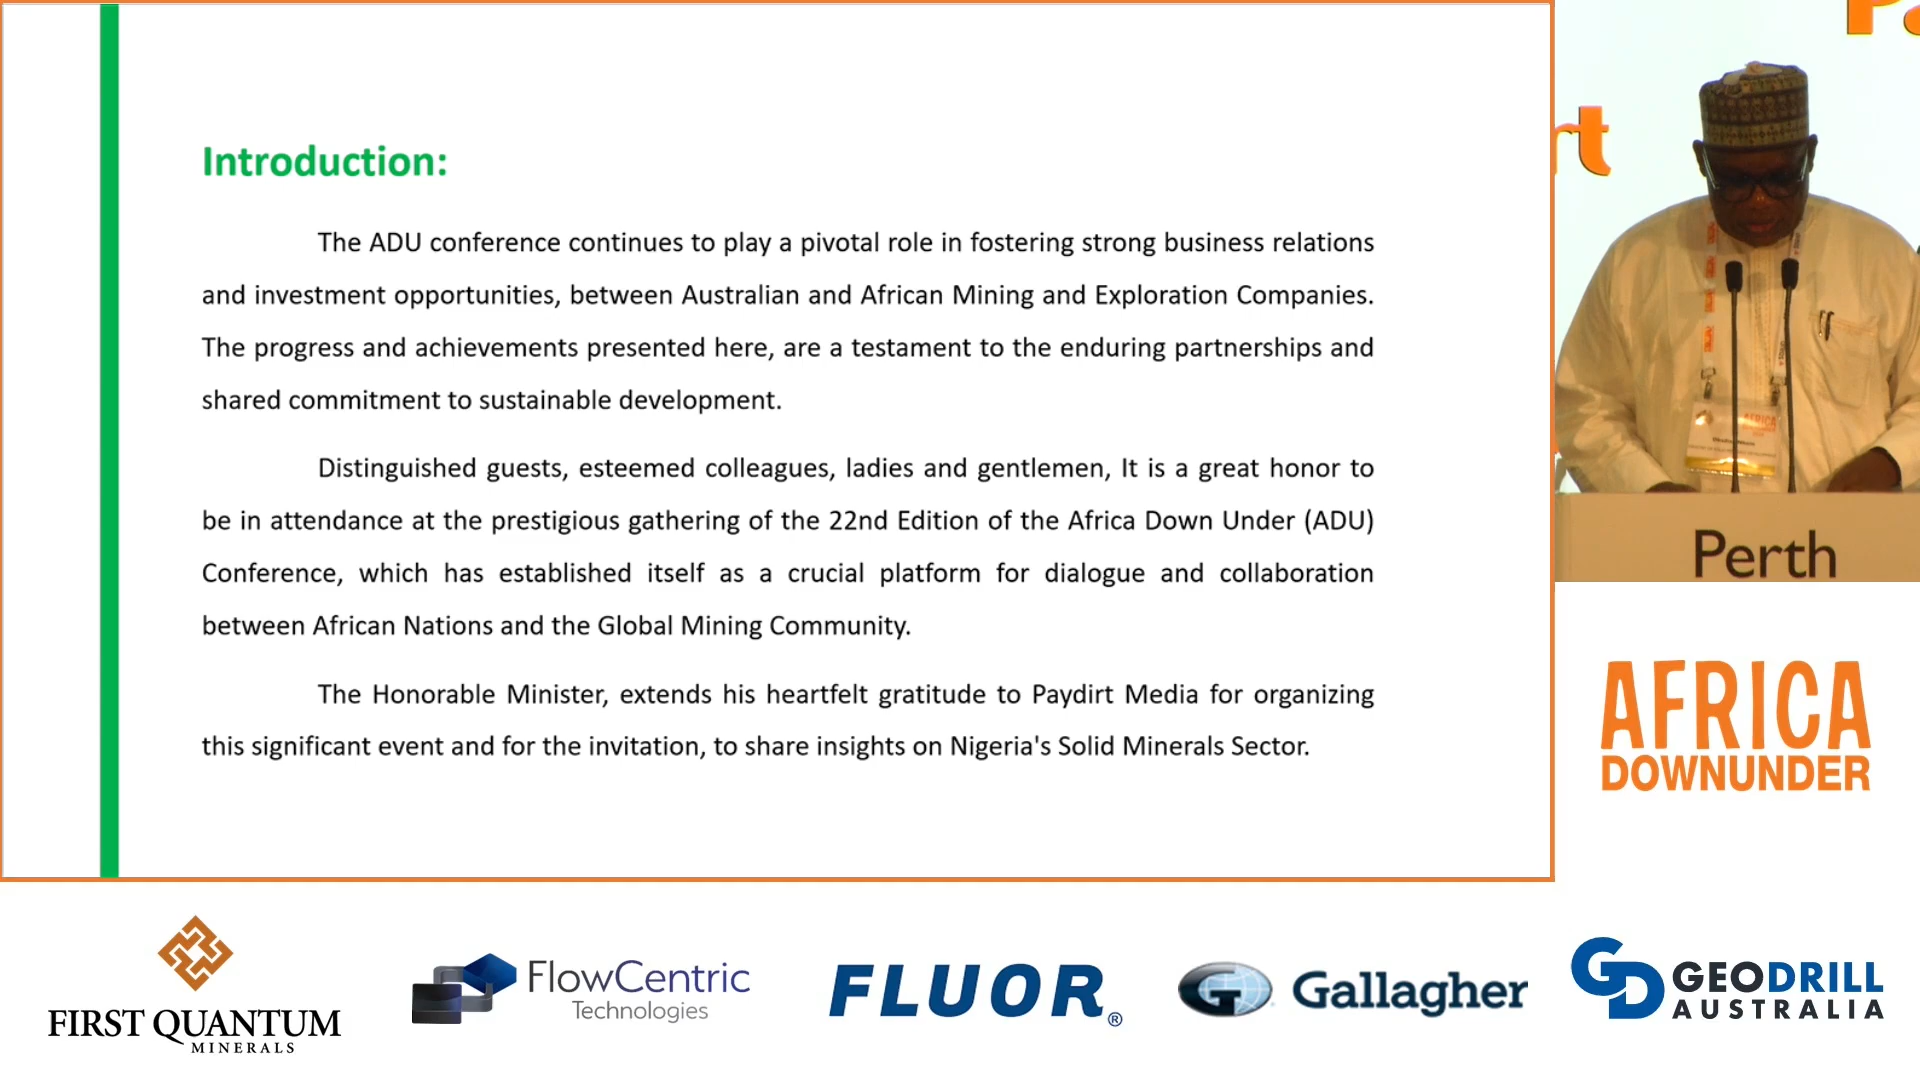 Introduction:
The ADU conference continues to play a pivotal role in fostering strong business relations
and investment opportunities, between Australian and African Mining and Exploration Companies.
The progress and achievements presented here, are a testament to the enduring partnerships and
shared commitment to sustainable development.
Distinguished guests, esteemed colleagues, ladies and gentlemen, It is a great honor to
be in attendance at the prestigious gathering of the 22nd Edition of the Africa Down Under (ADU)
Conference, which has established itself as a crucial platform for dialogue and collaboration
between African Nations and the Global Mining Community.
The Honorable Minister, extends his heartfelt gratitude to Paydirt Media for organizing
this significant event and for the invitation, to share insights on Nigeria's Solid Minerals Sector.
rt
AFRICA
Perth
AFRICA
DOWNUNDER
FIRST QUANTUM
MINERALS
FlowCentric
Technologies
FLUOR®
G Gallagher
GD GEODRILL
AUSTRALIA